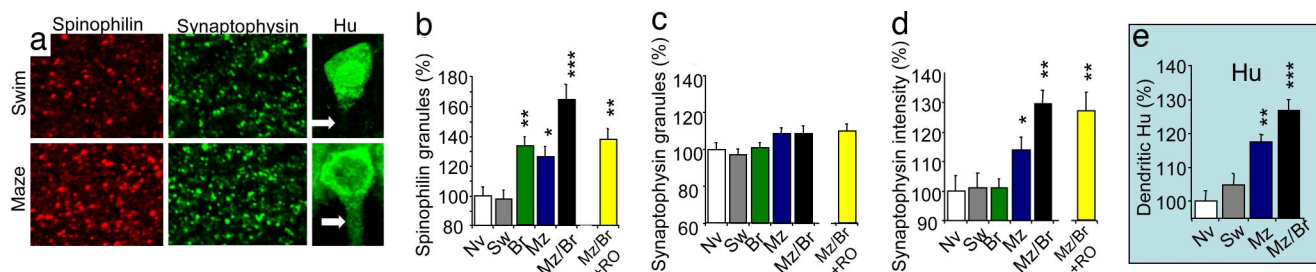 a
Spinophilin
Synaptophysin
Hu
Swim
Maze
b
Spinophilin granules (%)
180
160
140
120
100
80
**
*
***
**
Nv
Sw
Br
Mz
Mz/Br
Mz/Br
+RO
c
Synaptophysin granules (%)
140
120
100
80
60
Nv
Sw
Br
Mz
Mz/Br
Mz/Br
+RO
d
Synaptophysin intensity (%)
140
130
120
110
100
90
*
**
**
Nv
Sw
Br
Mz
Mz/Br
Mz/Br
+RO
e
Hu
Dendritic Hu (%)
130
120
110
100
**
***
Nv
Sw
Mz
Mz/Br